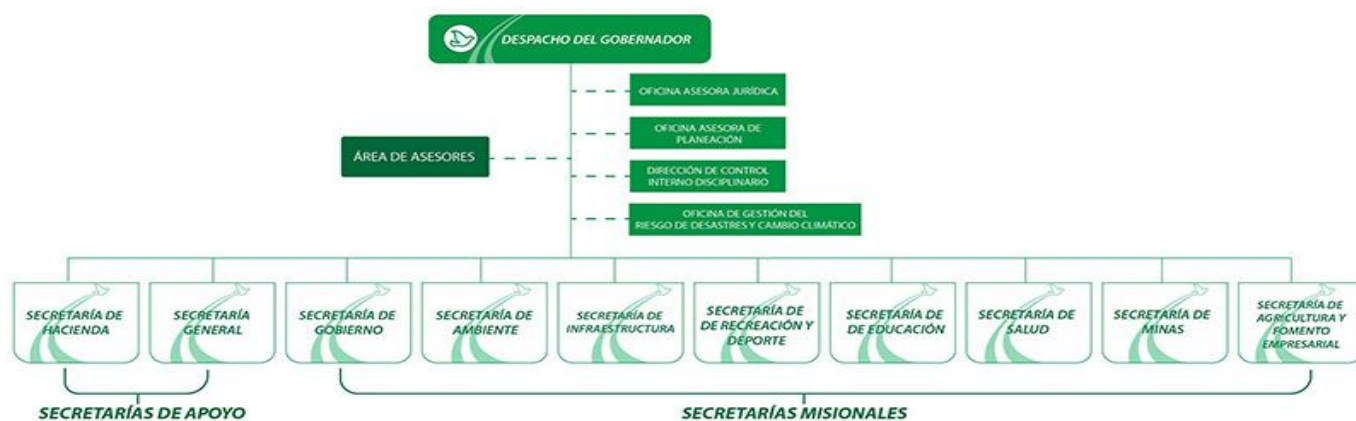 DESPACHO DEL GOBERNADOR
OFICINA ASESORA JURÍDICA
OFICINA ASESORA DE
PLANEACIÓN
ÁREA DE ASESORES
DIRECCIÓN DE CONTROL
INTERNO DISCIPLINARIO
OFICINA DE GESTIÓN DEL
RIESGO DE DESASTRES Y CAMBIO CLIMÁTICO
SECRETARÍA DE
HACIENDA
SECRETARÍA
GENERAL
SECRETARÍA DE
GOBIERNO
SECRETARÍA DE
AMBIENTE
SECRETARÍA DE
INFRAESTRUCTURA
SECRETARÍA DE
DE RECREACIÓN Y
DEPORTE
SECRETARÍA DE
DE EDUCACIÓN
SECRETARÍA DE
SALUD
SECRETARÍA DE
MINAS
SECRETARÍA DE
AGRICULTURA Y
FOMENTO
EMPRESARIAL
SECRETARÍAS DE APOYO
SECRETARÍAS MISIONALES